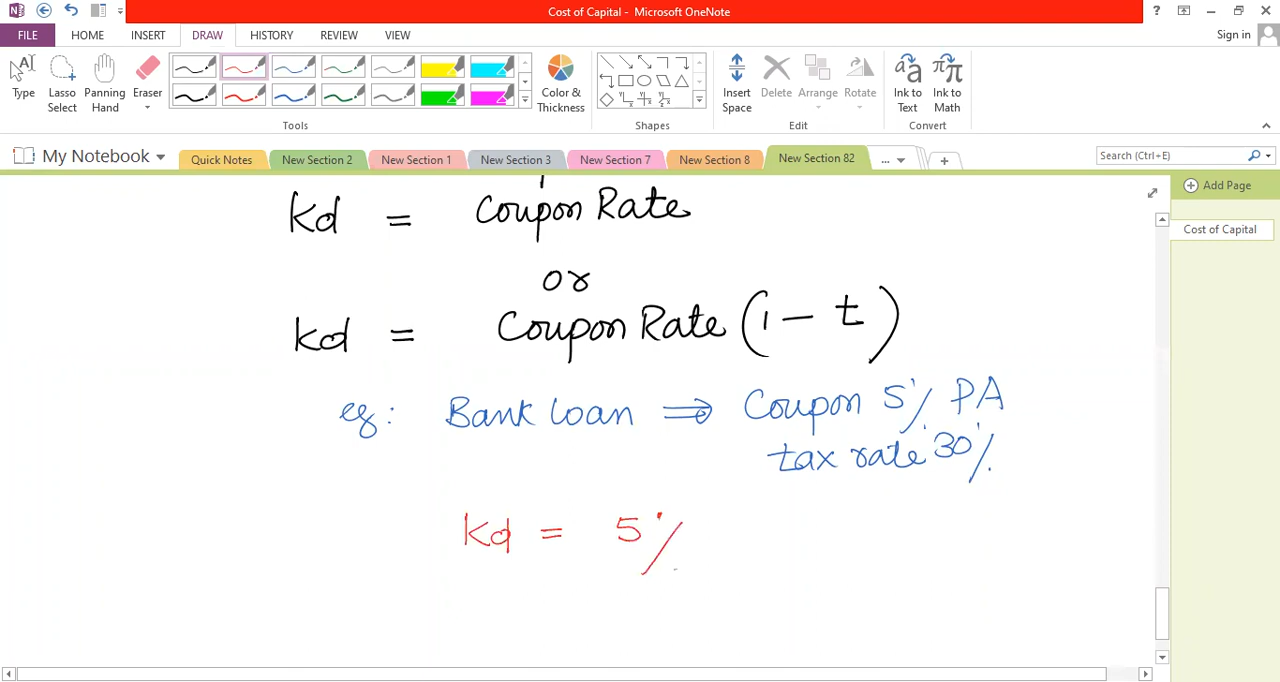 Cost of Capital - Microsoft OneNote
?
FILE HOME INSERT DRAW HISTORY REVIEW VIEW
Sign in
Type
Lasso Select
Panning Hand
Eraser
Color & Thickness
Insert Space
Delete
Arrange
Rotate
Ink to Text
Ink to Math
Tools Shapes Edit Convert
My Notebook Quick Notes New Section 2 New Section 1 New Section 3 New Section 7 New Section 8 New Section 82 ... + Search (Ctrl+E)
Add Page
Cost of Capital
Kd = Coupon Rate
or
Kd = Coupon Rate (1 - t)
eg: Bank loan ⇒ Coupon 5% PA
tax rate 30%
Kd = 5%